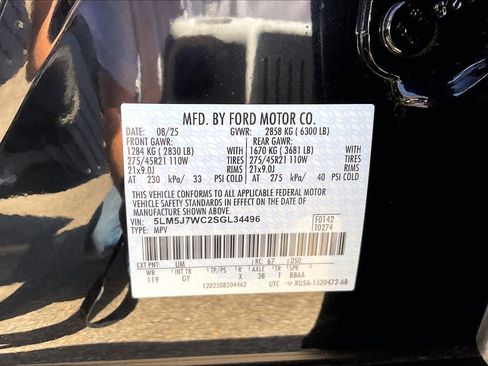 MFD. BY FORD MOTOR CO.
DATE: 08/25 GVWR: 2858 KG ( 6300 LB)
FRONT GAWR: REAR GAWR:
1284 KG ( 2830 LB) WITH 1670 KG ( 3681 LB)
275/45R21 110W TIRES 275/45R21 110W
21x9.0J RIMS 21x9.0J
AT 230 kPa/ 33 PSI COLD AT 275 kPa/ 40 PSI COLD
THIS VEHICLE CONFORMS TO ALL APPLICABLE FEDERAL MOTOR
VEHICLE SAFETY STANDARDS IN EFFECT ON THE DATE OF
MANUFACTURE SHOWN ABOVE.
VIN: 5LM5J7WC2SGL34496 F0142
TYPE: MPV T0274
EXT PNT: UM RC: 67 DSO:
WB INT TR TP/PS R AXLE TR SPR
119 GY X 38 T BBAA
1202508204462 UTC RU5A-1520472-AB